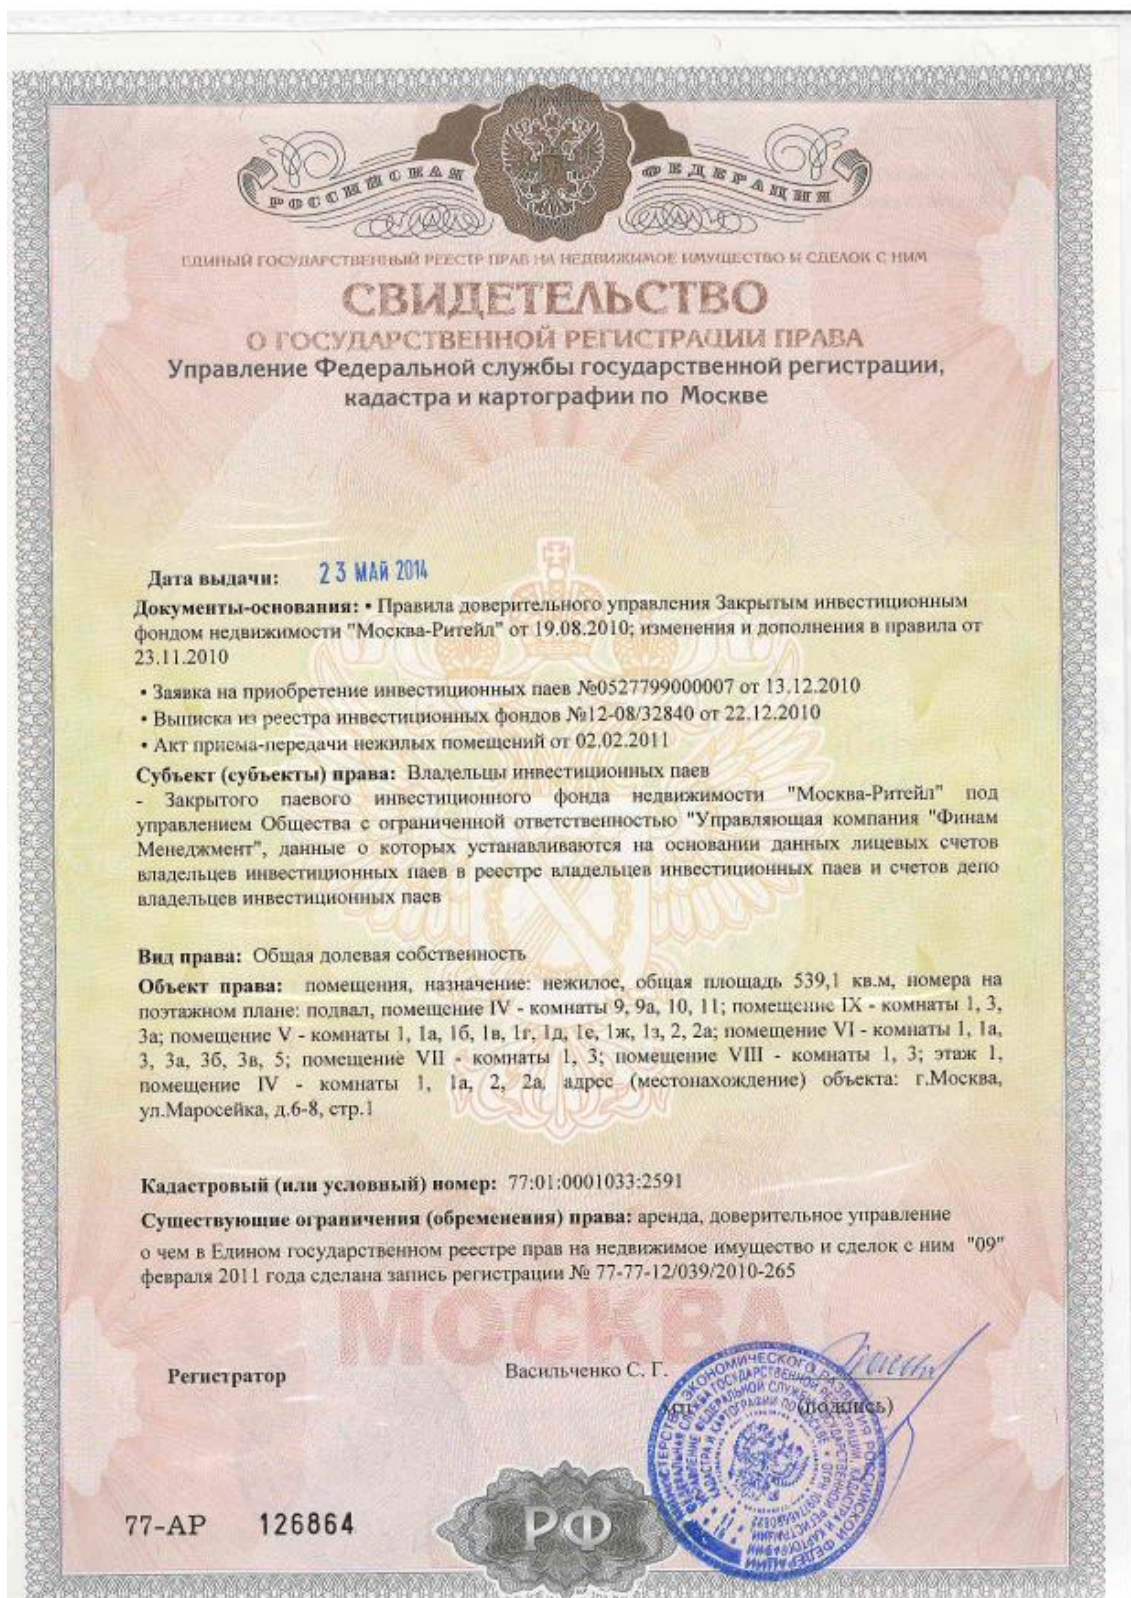 РОССИЙСКАЯ ФЕДЕРАЦИЯ
ЕДИНЫЙ ГОСУДАРСТВЕННЫЙ РЕЕСТР ПРАВ НА НЕДВИЖИМОЕ ИМУЩЕСТВО И СДЕЛОК С НИМ
СВИДЕТЕЛЬСТВО
О ГОСУДАРСТВЕННОЙ РЕГИСТРАЦИИ ПРАВА
Управление Федеральной службы государственной регистрации,
кадастра и картографии по Москве
Дата выдачи: 23 МАЙ 2014
Документы-основания: • Правила доверительного управления Закрытым инвестиционным
фондом недвижимости "Москва-Ритейл" от 19.08.2010; изменения и дополнения в правила от
23.11.2010
• Заявка на приобретение инвестиционных паев №0527799000007 от 13.12.2010
• Выписка из реестра инвестиционных фондов №12-08/32840 от 22.12.2010
• Акт приема-передачи нежилых помещений от 02.02.2011
Субъект (субъекты) права: Владельцы инвестиционных паев
- Закрытого паевого инвестиционного фонда недвижимости "Москва-Ритейл" под
управлением Общества с ограниченной ответственностью "Управляющая компания "Финам
Менеджмент", данные о которых устанавливаются на основании данных лицевых счетов
владельцев инвестиционных паев в реестре владельцев инвестиционных паев и счетов депо
владельцев инвестиционных паев
Вид права: Общая долевая собственность
Объект права: помещения, назначение: нежилое, общая площадь 539,1 кв.м, номера на
поэтажном плане: подвал, помещение IV - комнаты 9, 9а, 10, 11; помещение IX - комнаты 1, 3,
3а; помещение V - комнаты 1, 1а, 1б, 1в, 1г, 1д, 1е, 1ж, 1з, 2, 2а; помещение VI - комнаты 1, 1а,
3, 3а, 3б, 3в, 5; помещение VII - комнаты 1, 3; помещение VIII - комнаты 1, 3; этаж 1,
помещение IV - комнаты 1, 1а, 2, 2а, адрес (местонахождение) объекта: г.Москва,
ул.Маросейка, д.6-8, стр.1
Кадастровый (или условный) номер: 77:01:0001033:2591
Существующие ограничения (обременения) права: аренда, доверительное управление
о чем в Едином государственном реестре прав на недвижимое имущество и сделок с ним "09"
февраля 2011 года сделана запись регистрации № 77-77-12/039/2010-265
МОСКВА
Регистратор Васильченко С. Г.
(подпись)
77-АР 126864
РФ